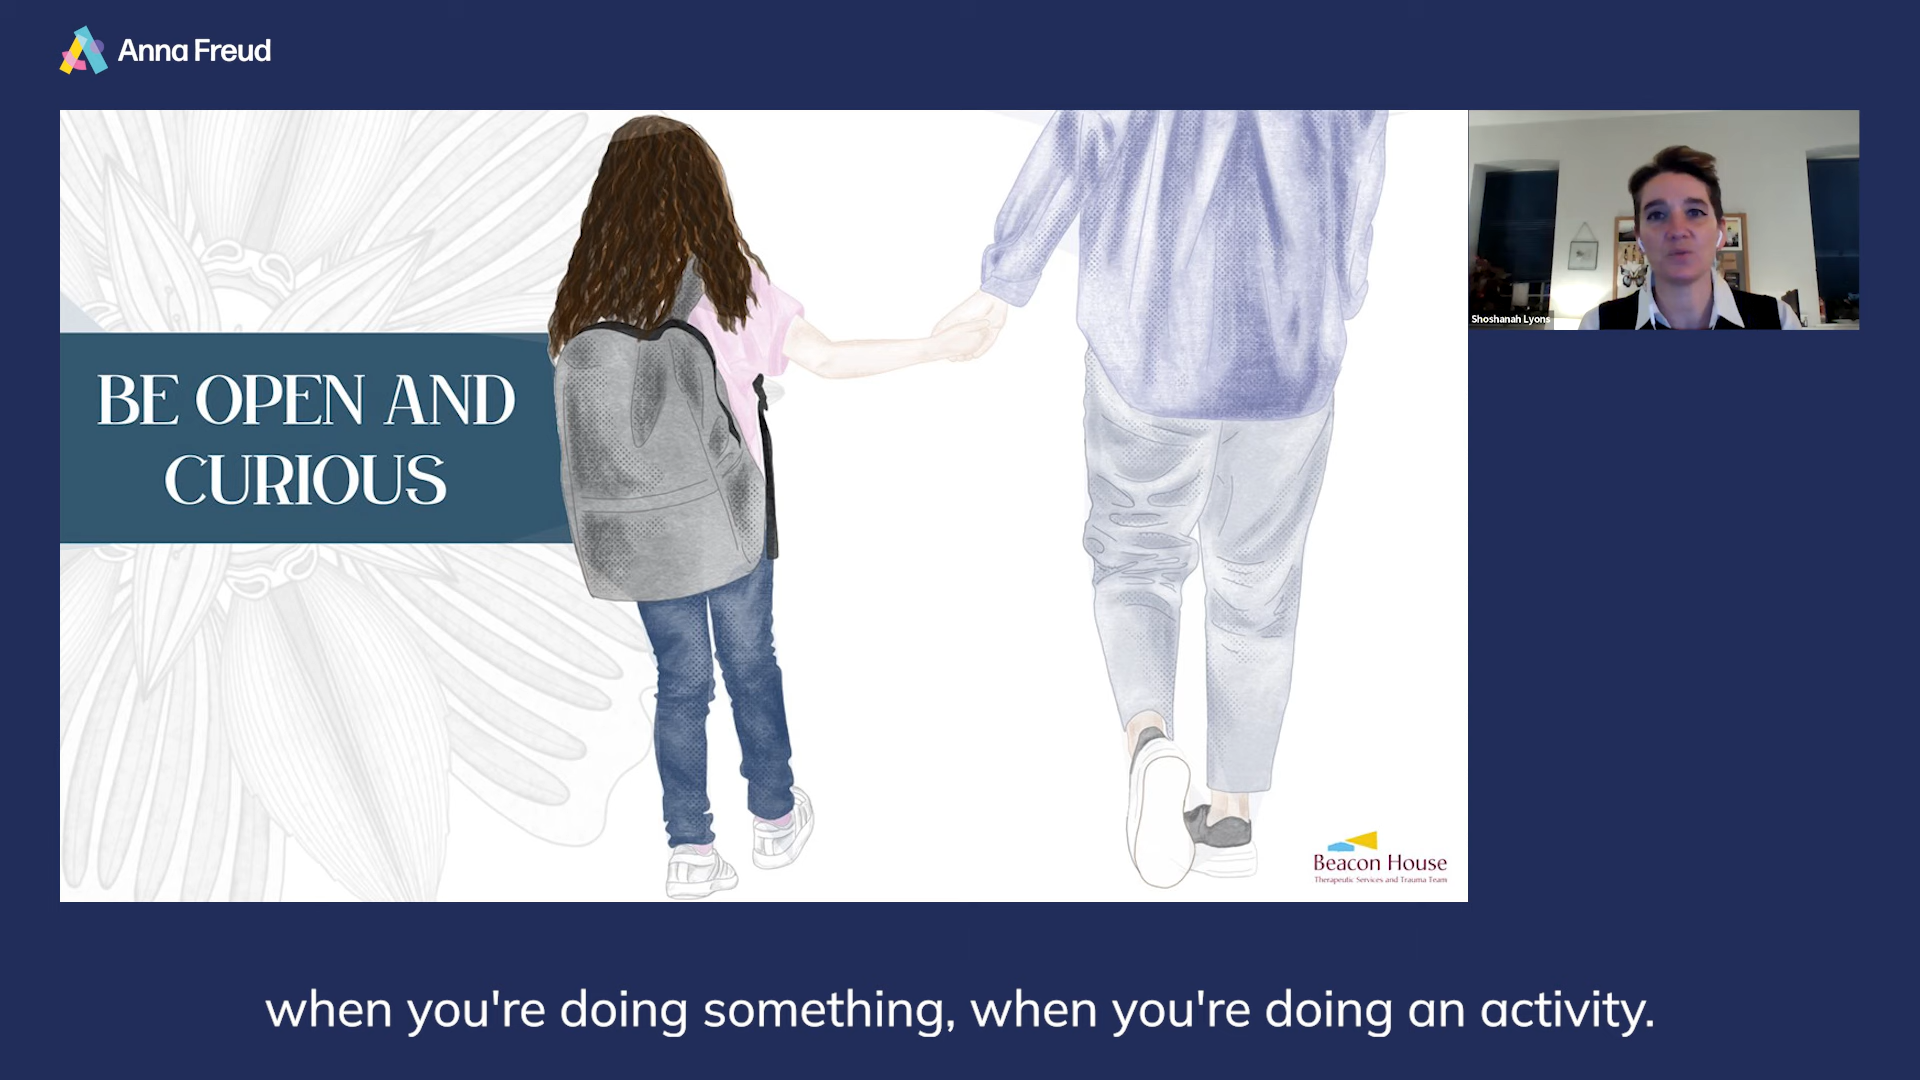 Anna Freud
BE OPEN AND
CURIOUS
Shoshanah Lyons
Beacon House
Therapeutic Services and Trauma Team
when you're doing something, when you're doing an activity.